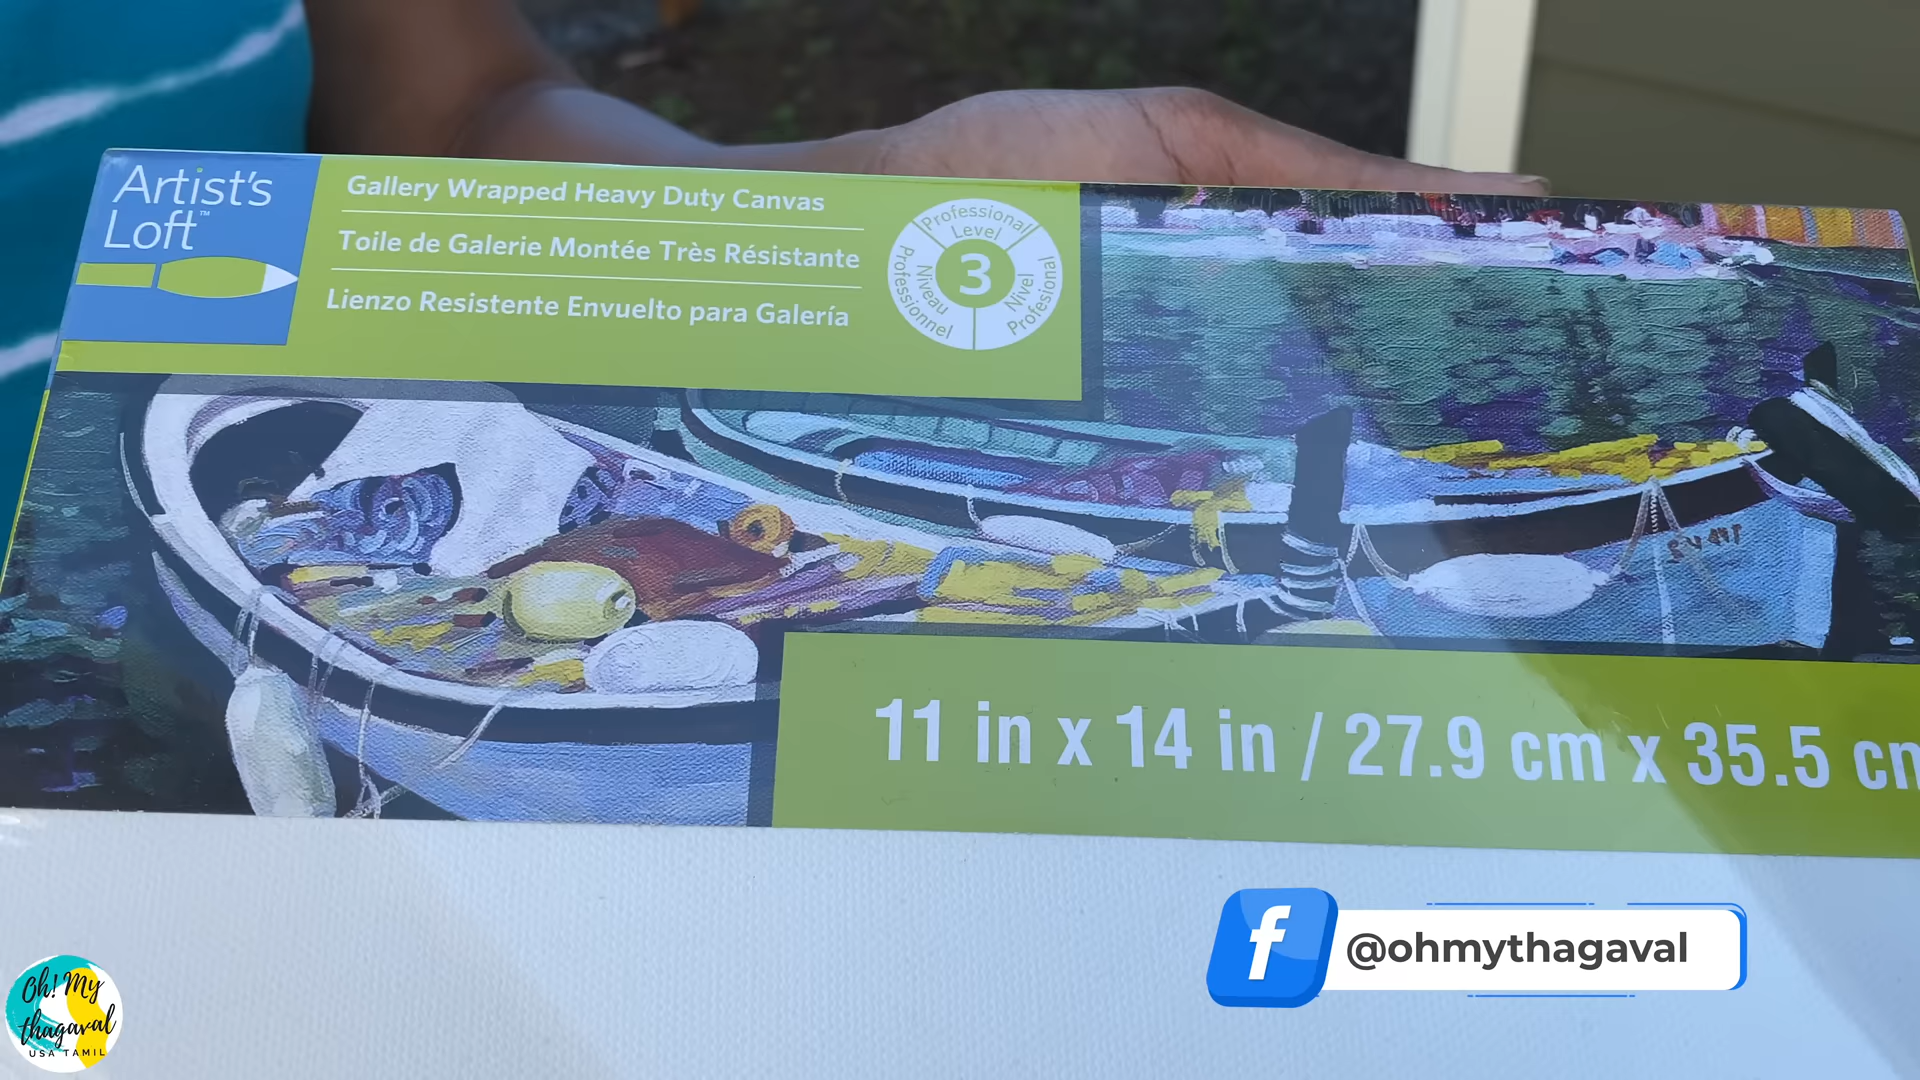 Artist's
Loft™
Gallery Wrapped Heavy Duty Canvas
Toile de Galerie Montée Très Résistante
Lienzo Resistente Envuelto para Galería
Professional
Level
3
Niveau
Professionnel
Nivel
Profesional
11 in x 14 in / 27.9 cm x 35.5 cm
@ohmythagaval
Oh! My
thagaval
USA TAMIL